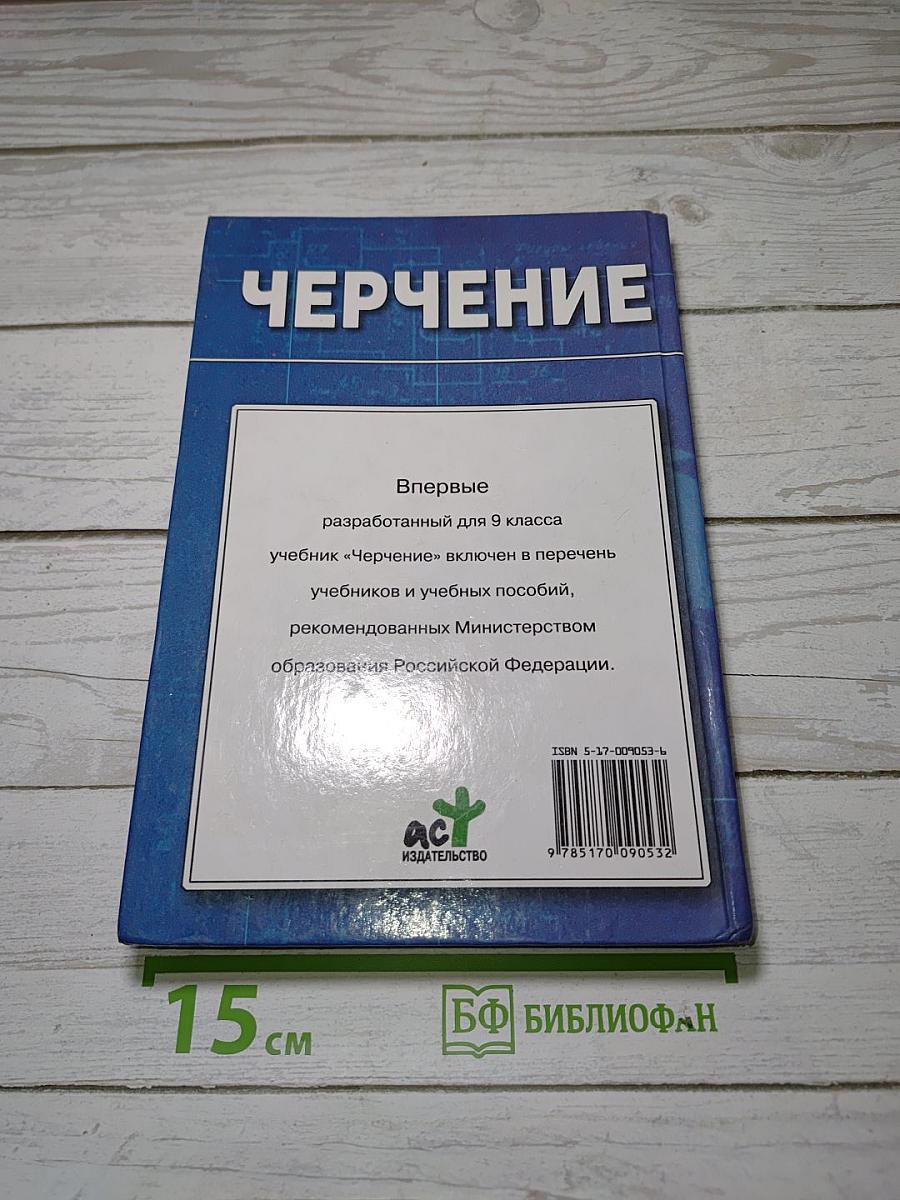 ЧЕРЧЕНИЕ
Впервые
разработанный для 9 класса
учебник «Черчение» включен в перечень
учебников и учебных пособий,
рекомендованных Министерством
образования Российской Федерации.
ISBN 5-17-009053-6
аст
ИЗДАТЕЛЬСТВО
9 785170 090532
15 см
БФ БИБЛИОФАН